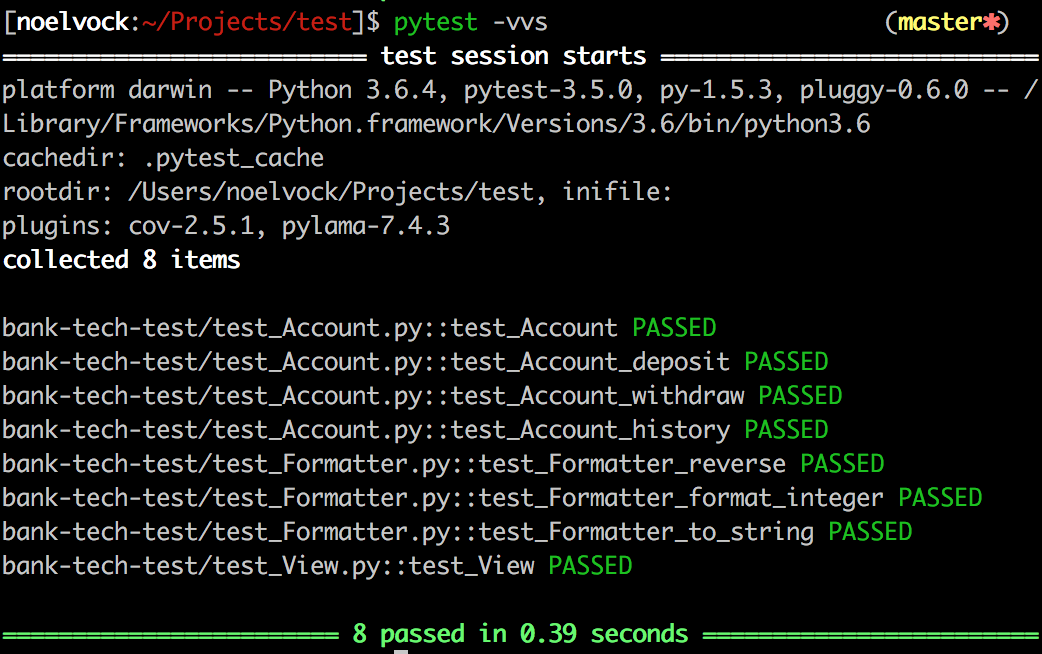 [noelvock:~/Projects/test]$ pytest -vvs (master*)
========================== test session starts ===========================
platform darwin -- Python 3.6.4, pytest-3.5.0, py-1.5.3, pluggy-0.6.0 -- /
Library/Frameworks/Python.framework/Versions/3.6/bin/python3.6
cachedir: .pytest_cache
rootdir: /Users/noelvock/Projects/test, inifile:
plugins: cov-2.5.1, pylama-7.4.3
collected 8 items
bank-tech-test/test_Account.py::test_Account PASSED
bank-tech-test/test_Account.py::test_Account_deposit PASSED
bank-tech-test/test_Account.py::test_Account_withdraw PASSED
bank-tech-test/test_Account.py::test_Account_history PASSED
bank-tech-test/test_Formatter.py::test_Formatter_reverse PASSED
bank-tech-test/test_Formatter.py::test_Formatter_format_integer PASSED
bank-tech-test/test_Formatter.py::test_Formatter_to_string PASSED
bank-tech-test/test_View.py::test_View PASSED
======================== 8 passed in 0.39 seconds ========================